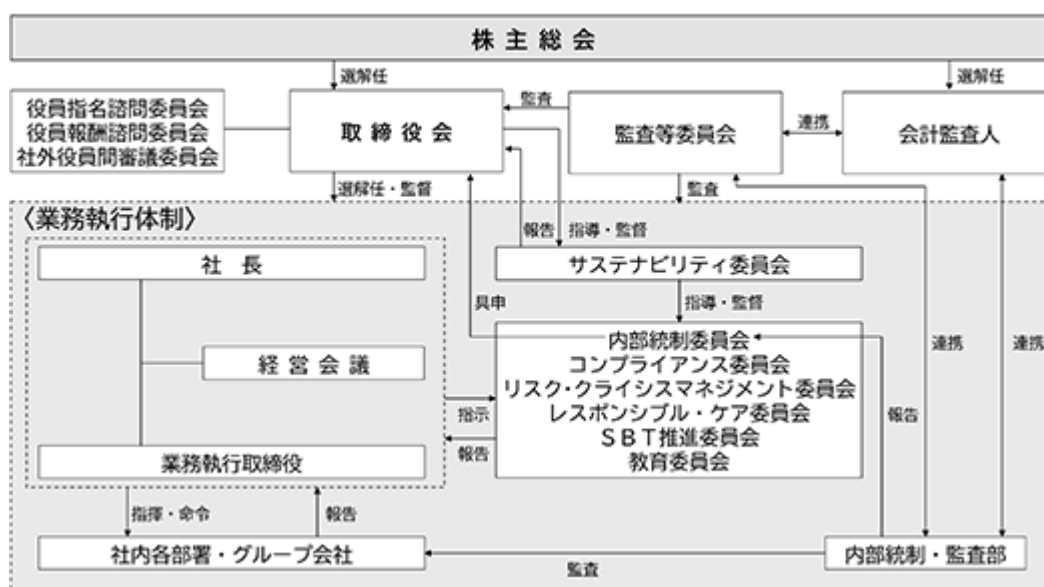 株主総会
選解任
選解任
役員指名諮問委員会
役員報酬諮問委員会
社外役員間審議委員会
取締役会
監査
監査等委員会
連携
会計監査人
選解任・監督
監査
〈業務執行体制〉
報告
指導・監督
社長
サステナビリティ委員会
具申
指導・監督
経営会議
内部統制委員会
コンプライアンス委員会
リスク・クライシスマネジメント委員会
レスポンシブル・ケア委員会
SBT推進委員会
教育委員会
連携
連携
指示
報告
報告
業務執行取締役
指揮・命令
報告
社内各部署・グループ会社
監査
内部統制・監査部